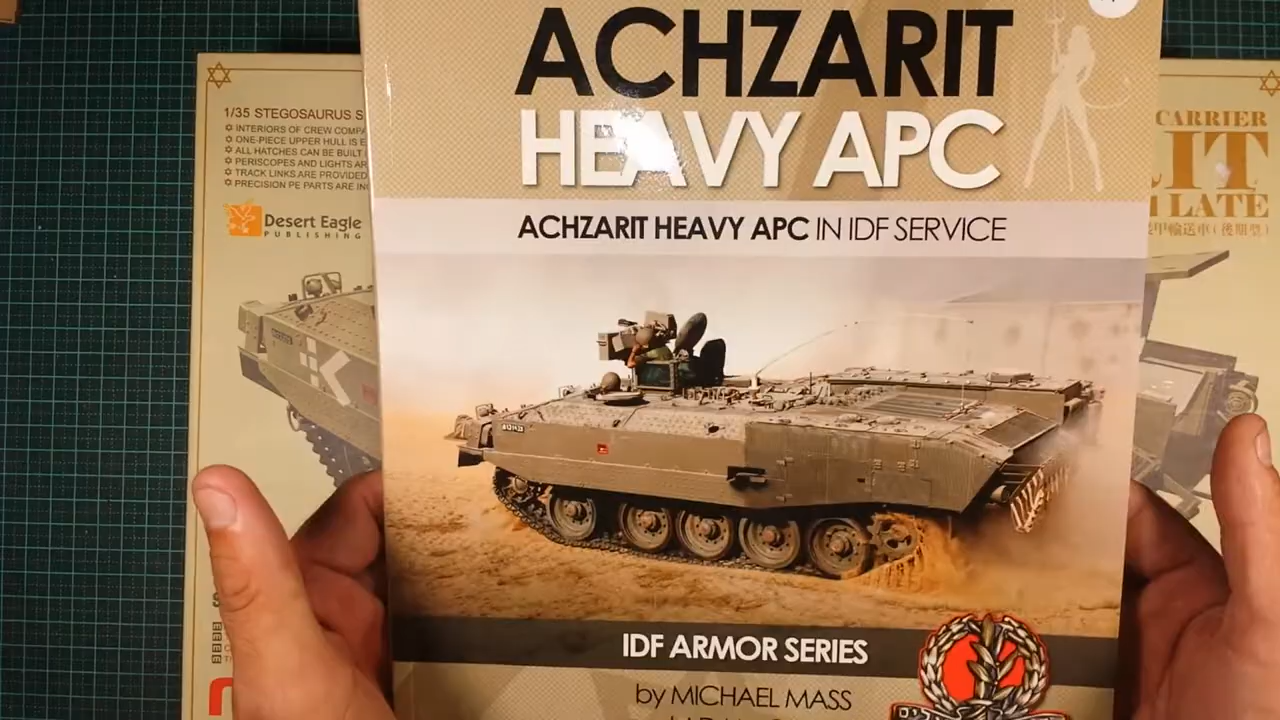 ACHZARIT
HEAVY APC
ACHZARIT HEAVY APC IN IDF SERVICE
IDF ARMOR SERIES
by MICHAEL MASS
1/35 STEGOSAURUS S
INTERIORS OF CREW COMPA
ONE-PIECE UPPER HULL IS E
ALL HATCHES CAN BE BUILT
PERISCOPES AND LIGHTS AR
TRACK LINKS ARE PROVIDED
PRECISION PE PARTS ARE IN
Desert Eagle
PUBLISHING
CARRIER
IT
LATE
甲輸送車(後期型)